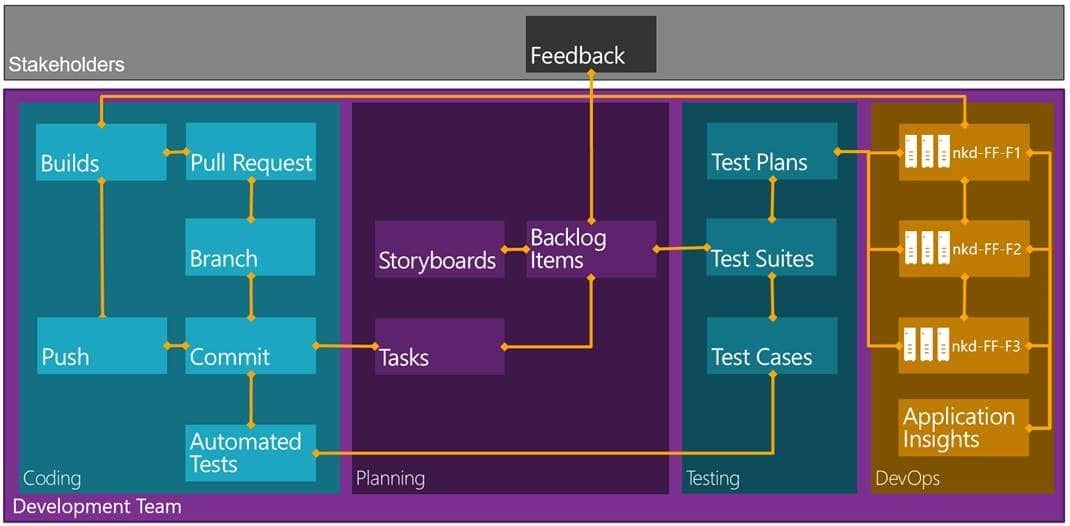 Feedback
Stakeholders
Builds
Pull Request
Branch
Push
Commit
Automated
Tests
Coding
Storyboards
Backlog
Items
Tasks
Planning
Test Plans
Test Suites
Test Cases
Testing
nkd-FF-F1
nkd-FF-F2
nkd-FF-F3
Application
Insights
DevOps
Development Team